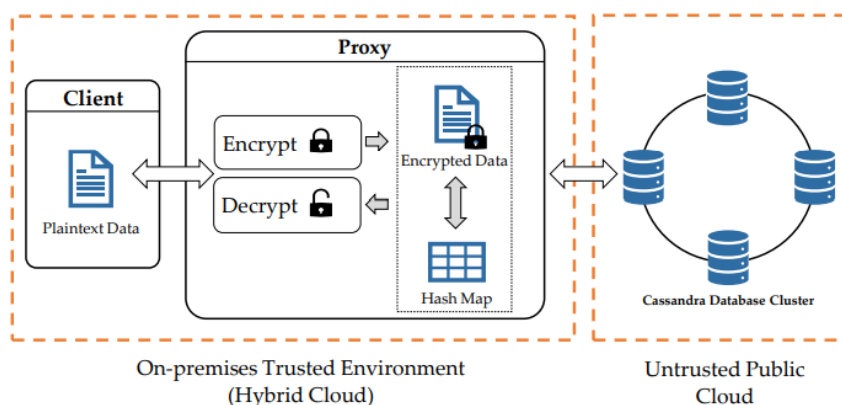 Proxy
Client
Plaintext Data
Encrypt
Decrypt
Encrypted Data
Hash Map
Cassandra Database Cluster
On-premises Trusted Environment
(Hybrid Cloud)
Untrusted Public
Cloud